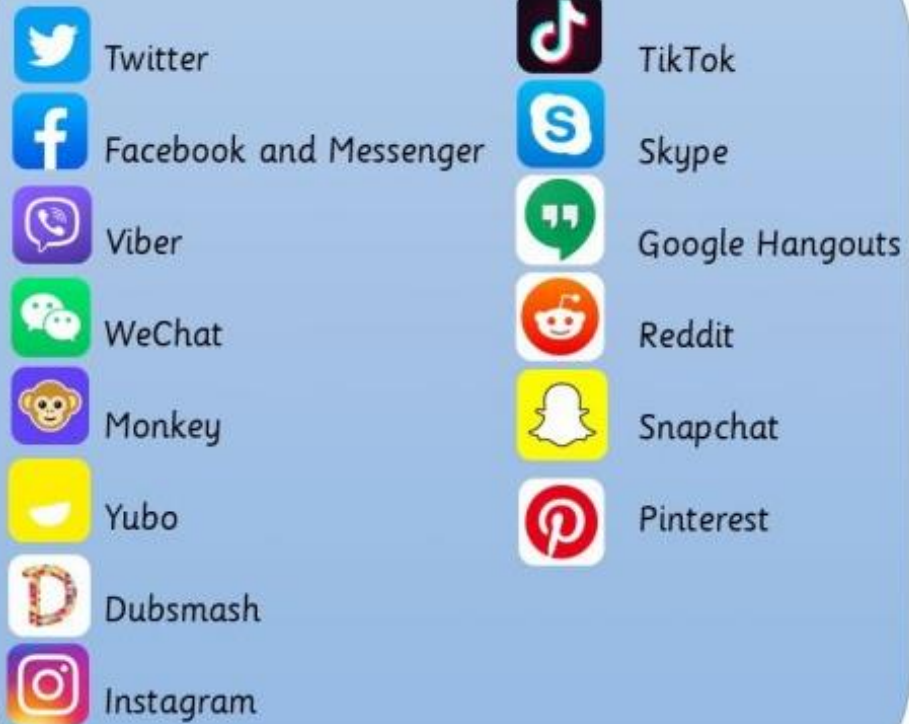 Twitter
Facebook and Messenger
Viber
WeChat
Monkey
Yubo
Dubsmash
Instagram
TikTok
Skype
Google Hangouts
Reddit
Snapchat
Pinterest